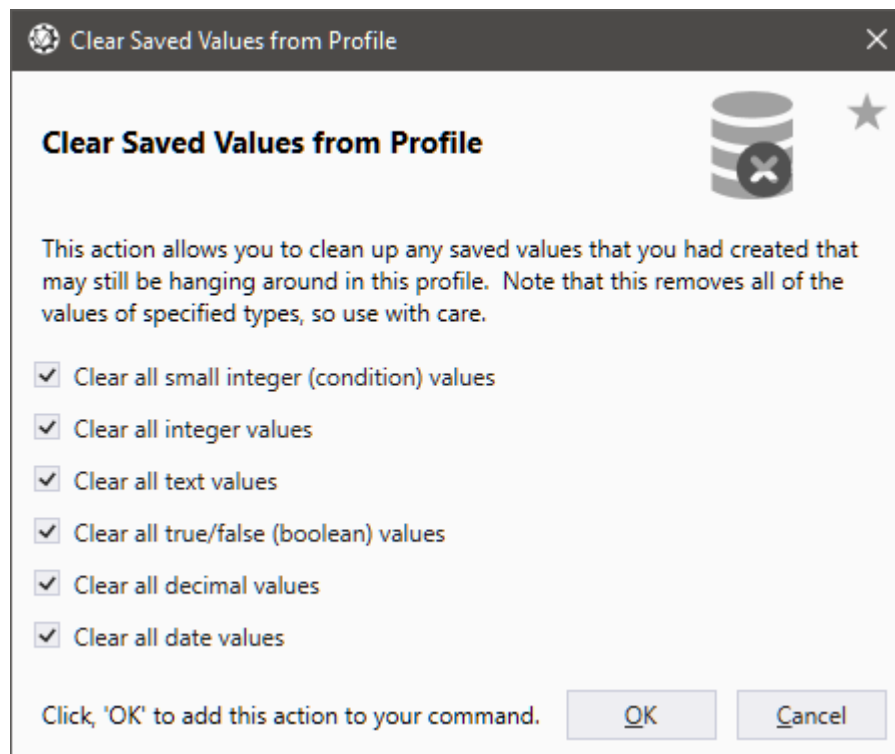 Clear Saved Values from Profile
Clear Saved Values from Profile
This action allows you to clean up any saved values that you had created that
may still be hanging around in this profile.  Note that this removes all of the
values of specified types, so use with care.
Clear all small integer (condition) values
Clear all integer values
Clear all text values
Clear all true/false (boolean) values
Clear all decimal values
Clear all date values
Click, 'OK' to add this action to your command. OK Cancel